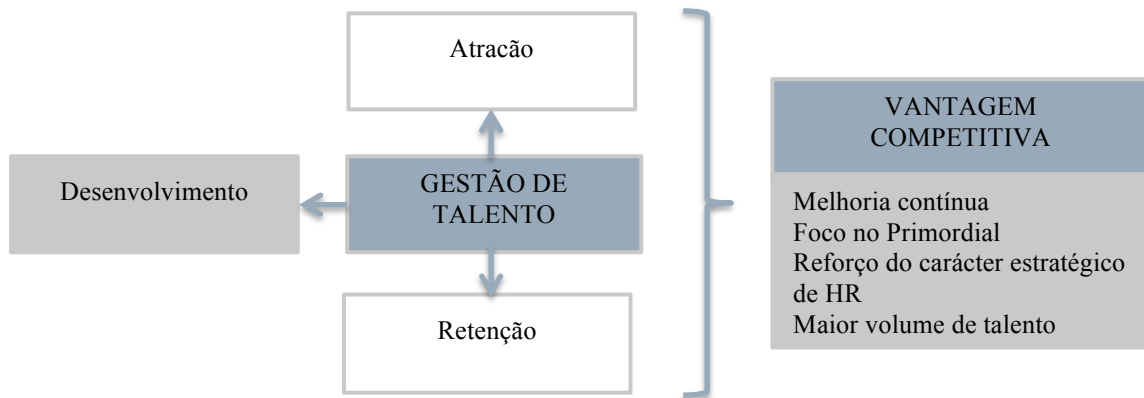 Atracão
Desenvolvimento
GESTÃO DE
TALENTO
Retenção
VANTAGEM
COMPETITIVA
Melhoria contínua
Foco no Primordial
Reforço do carácter estratégico
de HR
Maior volume de talento